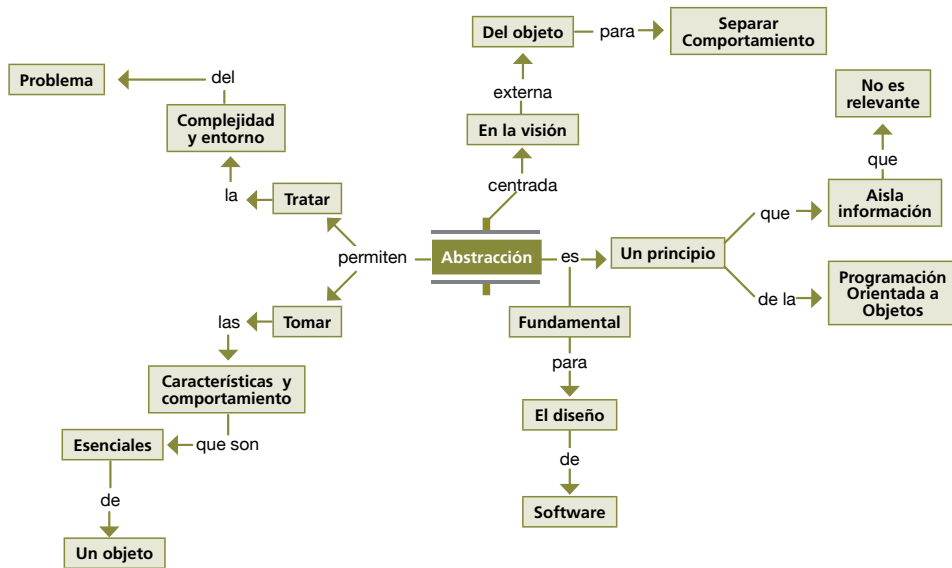 Del objeto
para
Separar
Comportamiento
Problema
del
externa
No es
relevante
Complejidad
y entorno
En la visión
que
la
Tratar
centrada
que
Aisla
información
permiten
Abstracción
es
Un principio
de la
Programación
Orientada a
Objetos
las
Tomar
Fundamental
para
Características y
comportamiento
El diseño
Esenciales
que son
de
de
Software
Un objeto